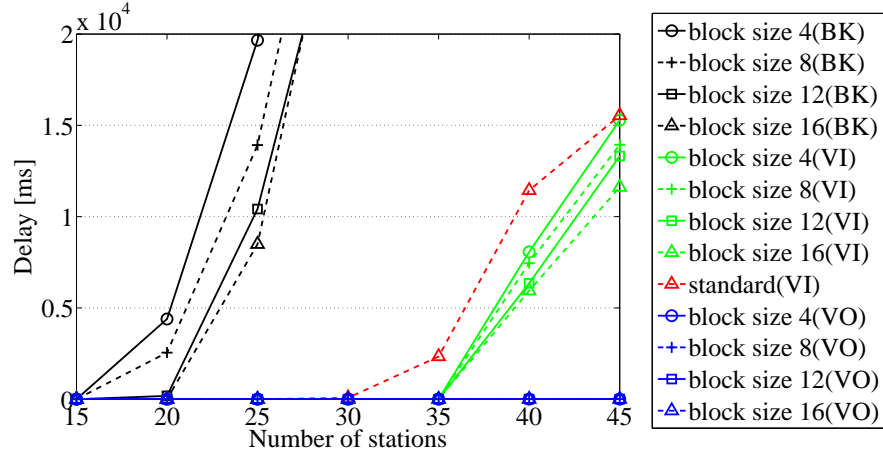 2 x 10^4
Delay [ms]
2
1.5
1
0.5
0
15 20 25 30 35 40 45
Number of stations
block size 4(BK)
block size 8(BK)
block size 12(BK)
block size 16(BK)
block size 4(VI)
block size 8(VI)
block size 12(VI)
block size 16(VI)
standard(VI)
block size 4(VO)
block size 8(VO)
block size 12(VO)
block size 16(VO)